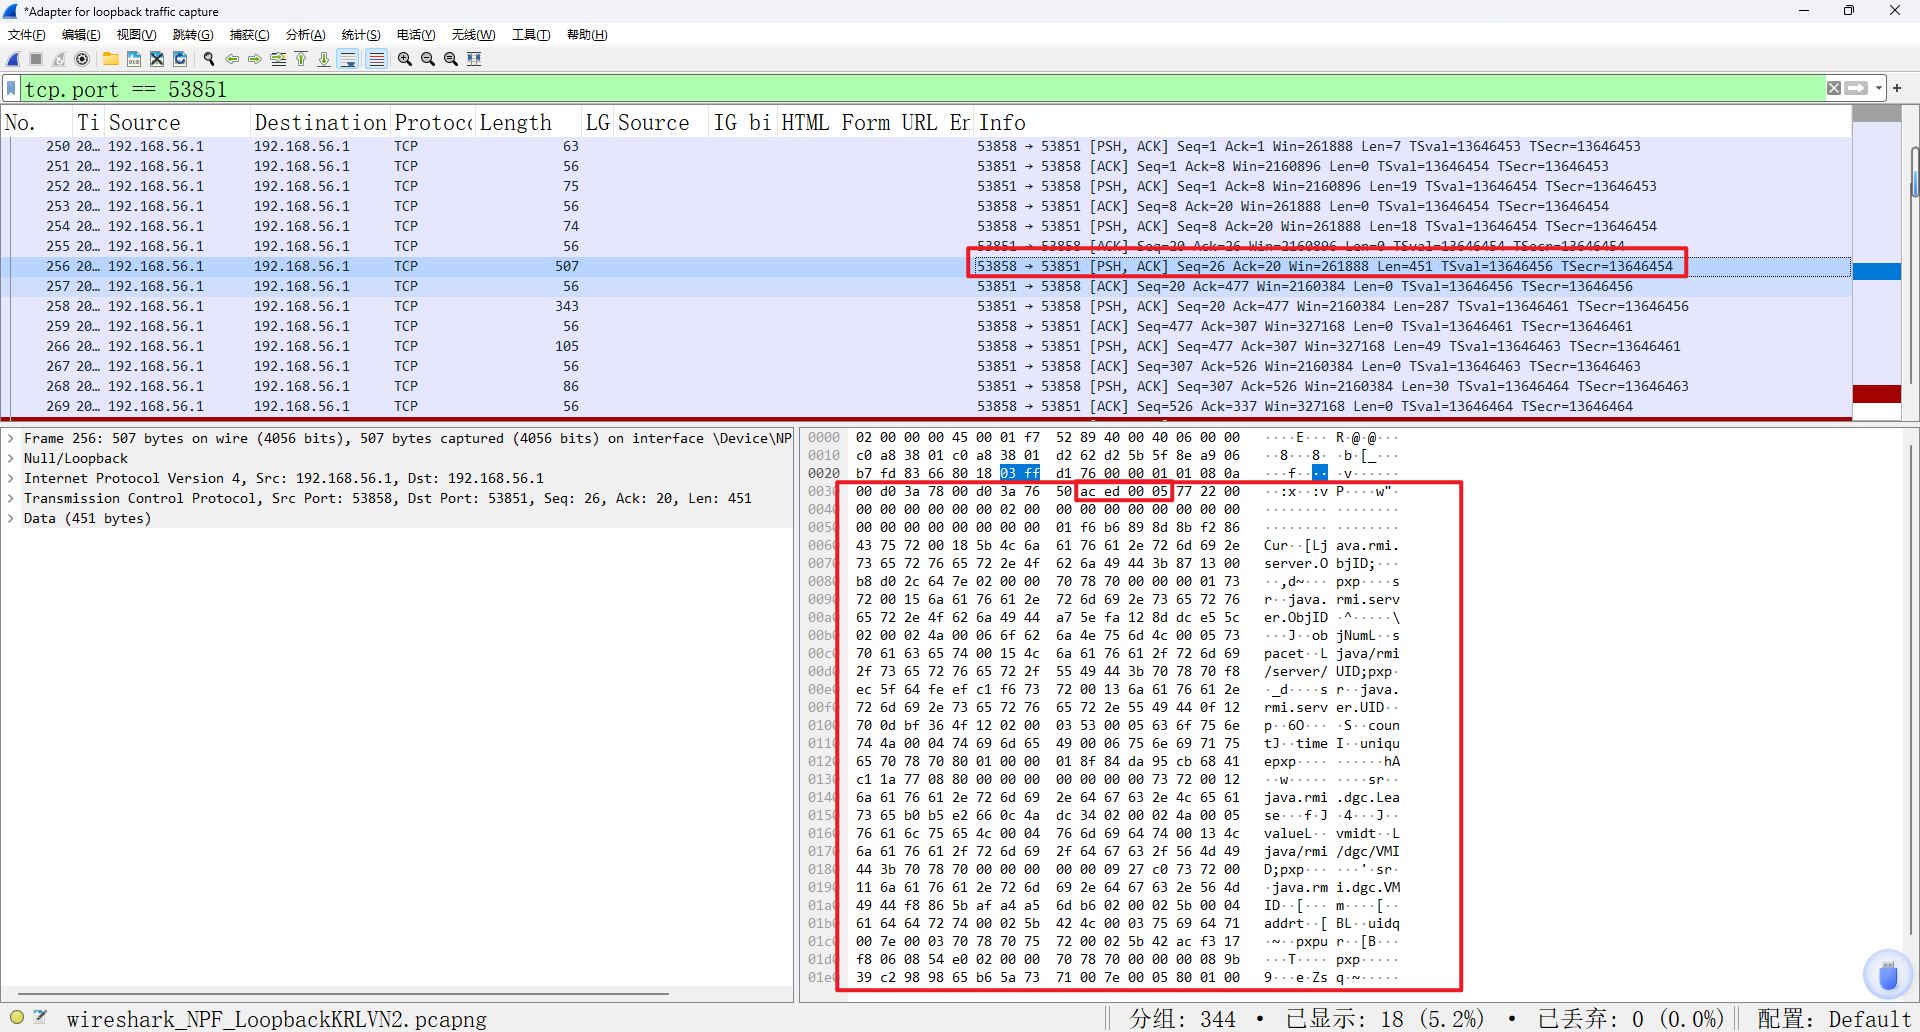 *Adapter for loopback traffic capture
文件(F) 编辑(E) 视图(V) 跳转(G) 捕获(C) 分析(A) 统计(S) 电话(Y) 无线(W) 工具(T) 帮助(H)
tcp.port == 53851
No. Ti Source Destination Protoco Length LG Source IG bi HTML Form URL En Info
250 20… 192.168.56.1 192.168.56.1 TCP 63 53858 → 53851 [PSH, ACK] Seq=1 Ack=1 Win=261888 Len=7 TSval=13646453 TSecr=13646453
251 20… 192.168.56.1 192.168.56.1 TCP 56 53851 → 53858 [ACK] Seq=1 Ack=8 Win=2160896 Len=0 TSval=13646454 TSecr=13646453
252 20… 192.168.56.1 192.168.56.1 TCP 75 53851 → 53858 [PSH, ACK] Seq=1 Ack=8 Win=2160896 Len=19 TSval=13646454 TSecr=13646453
253 20… 192.168.56.1 192.168.56.1 TCP 56 53858 → 53851 [ACK] Seq=8 Ack=20 Win=261888 Len=0 TSval=13646454 TSecr=13646454
254 20… 192.168.56.1 192.168.56.1 TCP 74 53858 → 53851 [PSH, ACK] Seq=8 Ack=20 Win=261888 Len=18 TSval=13646454 TSecr=13646454
255 20… 192.168.56.1 192.168.56.1 TCP 56 53851 → 53858 [ACK] Seq=20 Ack=26 Win=2160896 Len=0 TSval=13646454 TSecr=13646454
256 20… 192.168.56.1 192.168.56.1 TCP 507 53858 → 53851 [PSH, ACK] Seq=26 Ack=20 Win=261888 Len=451 TSval=13646456 TSecr=13646454
257 20… 192.168.56.1 192.168.56.1 TCP 56 53851 → 53858 [ACK] Seq=20 Ack=477 Win=2160384 Len=0 TSval=13646456 TSecr=13646456
258 20… 192.168.56.1 192.168.56.1 TCP 343 53851 → 53858 [PSH, ACK] Seq=20 Ack=477 Win=2160384 Len=287 TSval=13646461 TSecr=13646456
259 20… 192.168.56.1 192.168.56.1 TCP 56 53858 → 53851 [ACK] Seq=477 Ack=307 Win=327168 Len=0 TSval=13646461 TSecr=13646461
266 20… 192.168.56.1 192.168.56.1 TCP 105 53858 → 53851 [PSH, ACK] Seq=477 Ack=307 Win=327168 Len=49 TSval=13646463 TSecr=13646461
267 20… 192.168.56.1 192.168.56.1 TCP 56 53851 → 53858 [ACK] Seq=307 Ack=526 Win=2160384 Len=0 TSval=13646463 TSecr=13646463
268 20… 192.168.56.1 192.168.56.1 TCP 86 53851 → 53858 [PSH, ACK] Seq=307 Ack=526 Win=2160384 Len=30 TSval=13646464 TSecr=13646463
269 20… 192.168.56.1 192.168.56.1 TCP 56 53858 → 53851 [ACK] Seq=526 Ack=337 Win=327168 Len=0 TSval=13646464 TSecr=13646464
Frame 256: 507 bytes on wire (4056 bits), 507 bytes captured (4056 bits) on interface \Device\NP
Null/Loopback
Internet Protocol Version 4, Src: 192.168.56.1, Dst: 192.168.56.1
Transmission Control Protocol, Src Port: 53858, Dst Port: 53851, Seq: 26, Ack: 20, Len: 451
Data (451 bytes)
0000 02 00 00 00 45 00 01 f7 52 89 40 00 40 06 00 00 ····E··· R·@·@···
0010 c0 a8 38 01 c0 a8 38 01 d2 62 d2 5b 5f 8e a9 06 ··8···8· ·b·[_···
0020 b7 fd 83 66 80 18 03 ff d1 76 00 00 01 01 08 0a ···f···· ·v······
0030 00 d0 3a 78 00 d0 3a 76 50 ac ed 00 05 77 22 00 ··:x··:v P····w"·
0040 00 00 00 00 00 00 02 00 00 00 00 00 00 00 00 00 ········ ········
0050 00 00 00 00 00 00 00 00 01 f6 b6 89 8d 8b f2 86 ········ ········
0060 43 75 72 00 18 5b 4c 6a 61 76 61 2e 72 6d 69 2e Cur··[Lj ava.rmi.
0070 73 65 72 76 65 72 2e 4f 62 6a 49 44 3b 87 13 00 server.O bjID;···
0080 b8 d0 2c 64 7e 02 00 00 70 78 70 00 00 00 01 73 ··,d~··· pxp····s
0090 72 00 15 6a 61 76 61 2e 72 6d 69 2e 73 65 72 76 r··java. rmi.serv
00a0 65 72 2e 4f 62 6a 49 44 a7 5e fa 12 8d dc e5 5c er.ObjID ·^·····\
00b0 02 00 02 4a 00 06 6f 62 6a 4e 75 6d 4c 00 05 73 ···J··ob jNumL··s
00c0 70 61 63 65 74 00 15 4c 6a 61 76 61 2f 72 6d 69 pacet··L java/rmi
00d0 2f 73 65 72 76 65 72 2f 55 49 44 3b 70 78 70 f8 /server/ UID;pxp·
00e0 ec 5f 64 fe ef c1 f6 73 72 00 13 6a 61 76 61 2e ·_d····s r··java.
00f0 72 6d 69 2e 73 65 72 76 65 72 2e 55 49 44 0f 12 rmi.serv er.UID··
0100 70 0d bf 36 4f 12 02 00 03 53 00 05 63 6f 75 6e p··6O··· ·S··coun
0110 74 4a 00 04 74 69 6d 65 49 00 06 75 6e 69 71 75 tJ··time I··uniqu
0120 65 70 78 70 80 01 00 00 01 8f 84 da 95 cb 68 41 epxp···· ······hA
0130 c1 1a 77 08 80 00 00 00 00 00 00 00 73 72 00 12 ··w····· ····sr··
0140 6a 61 76 61 2e 72 6d 69 2e 64 67 63 2e 4c 65 61 java.rmi .dgc.Lea
0150 73 65 b0 b5 e2 66 0c 4a dc 34 02 00 02 4a 00 05 se···f·J ·4···J··
0160 76 61 6c 75 65 4c 00 04 76 6d 69 64 74 00 13 4c valueL·· vmidt··L
0170 6a 61 76 61 2f 72 6d 69 2f 64 67 63 2f 56 4d 49 java/rmi /dgc/VMI
0180 44 3b 70 78 70 00 00 00 00 00 09 27 c0 73 72 00 D;pxp··· ···'·sr·
0190 11 6a 61 76 61 2e 72 6d 69 2e 64 67 63 2e 56 4d ·java.rm i.dgc.VM
01a0 49 44 f8 86 5b af a4 a5 6d b6 02 00 02 5b 00 04 ID··[··· m····[··
01b0 61 64 64 72 74 00 02 5b 42 4c 00 03 75 69 64 71 addrt··[ BL··uidq
01c0 00 7e 00 03 70 78 70 75 72 00 02 5b 42 ac f3 17 ·~··pxpu r··[B···
01d0 f8 06 08 54 e0 02 00 00 70 78 70 00 00 00 08 9b ···T···· pxp·····
01e0 39 c2 98 98 65 b6 5a 73 71 00 7e 00 05 80 01 00 9···e·Zs q·~·····
wireshark_NPF_LoopbackKRLVN2.pcapng 分组: 344 · 已显示: 18 (5.2%) · 已丢弃: 0 (0.0%) 配置: Default